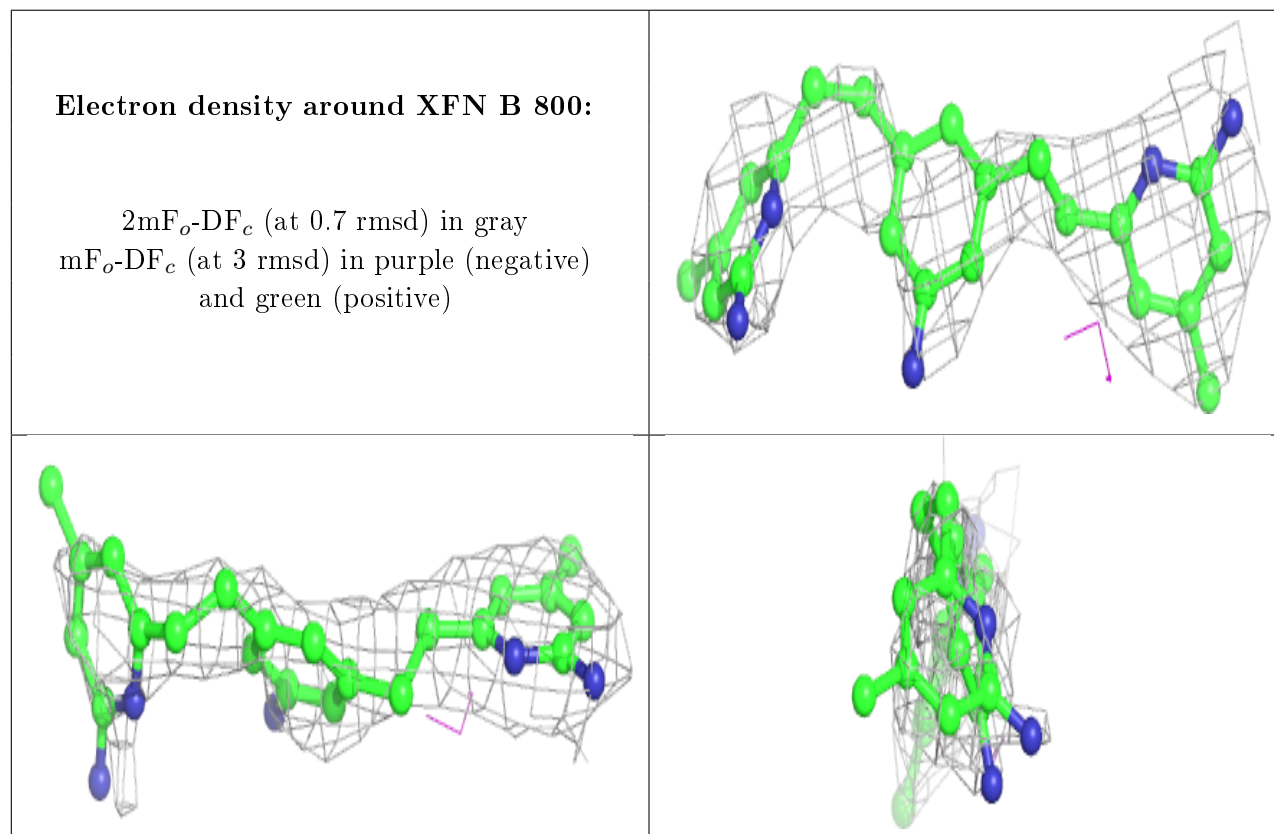 Electron density around XFN B 800:
2mFo-DFc (at 0.7 rmsd) in gray
mFo-DFc (at 3 rmsd) in purple (negative)
and green (positive)